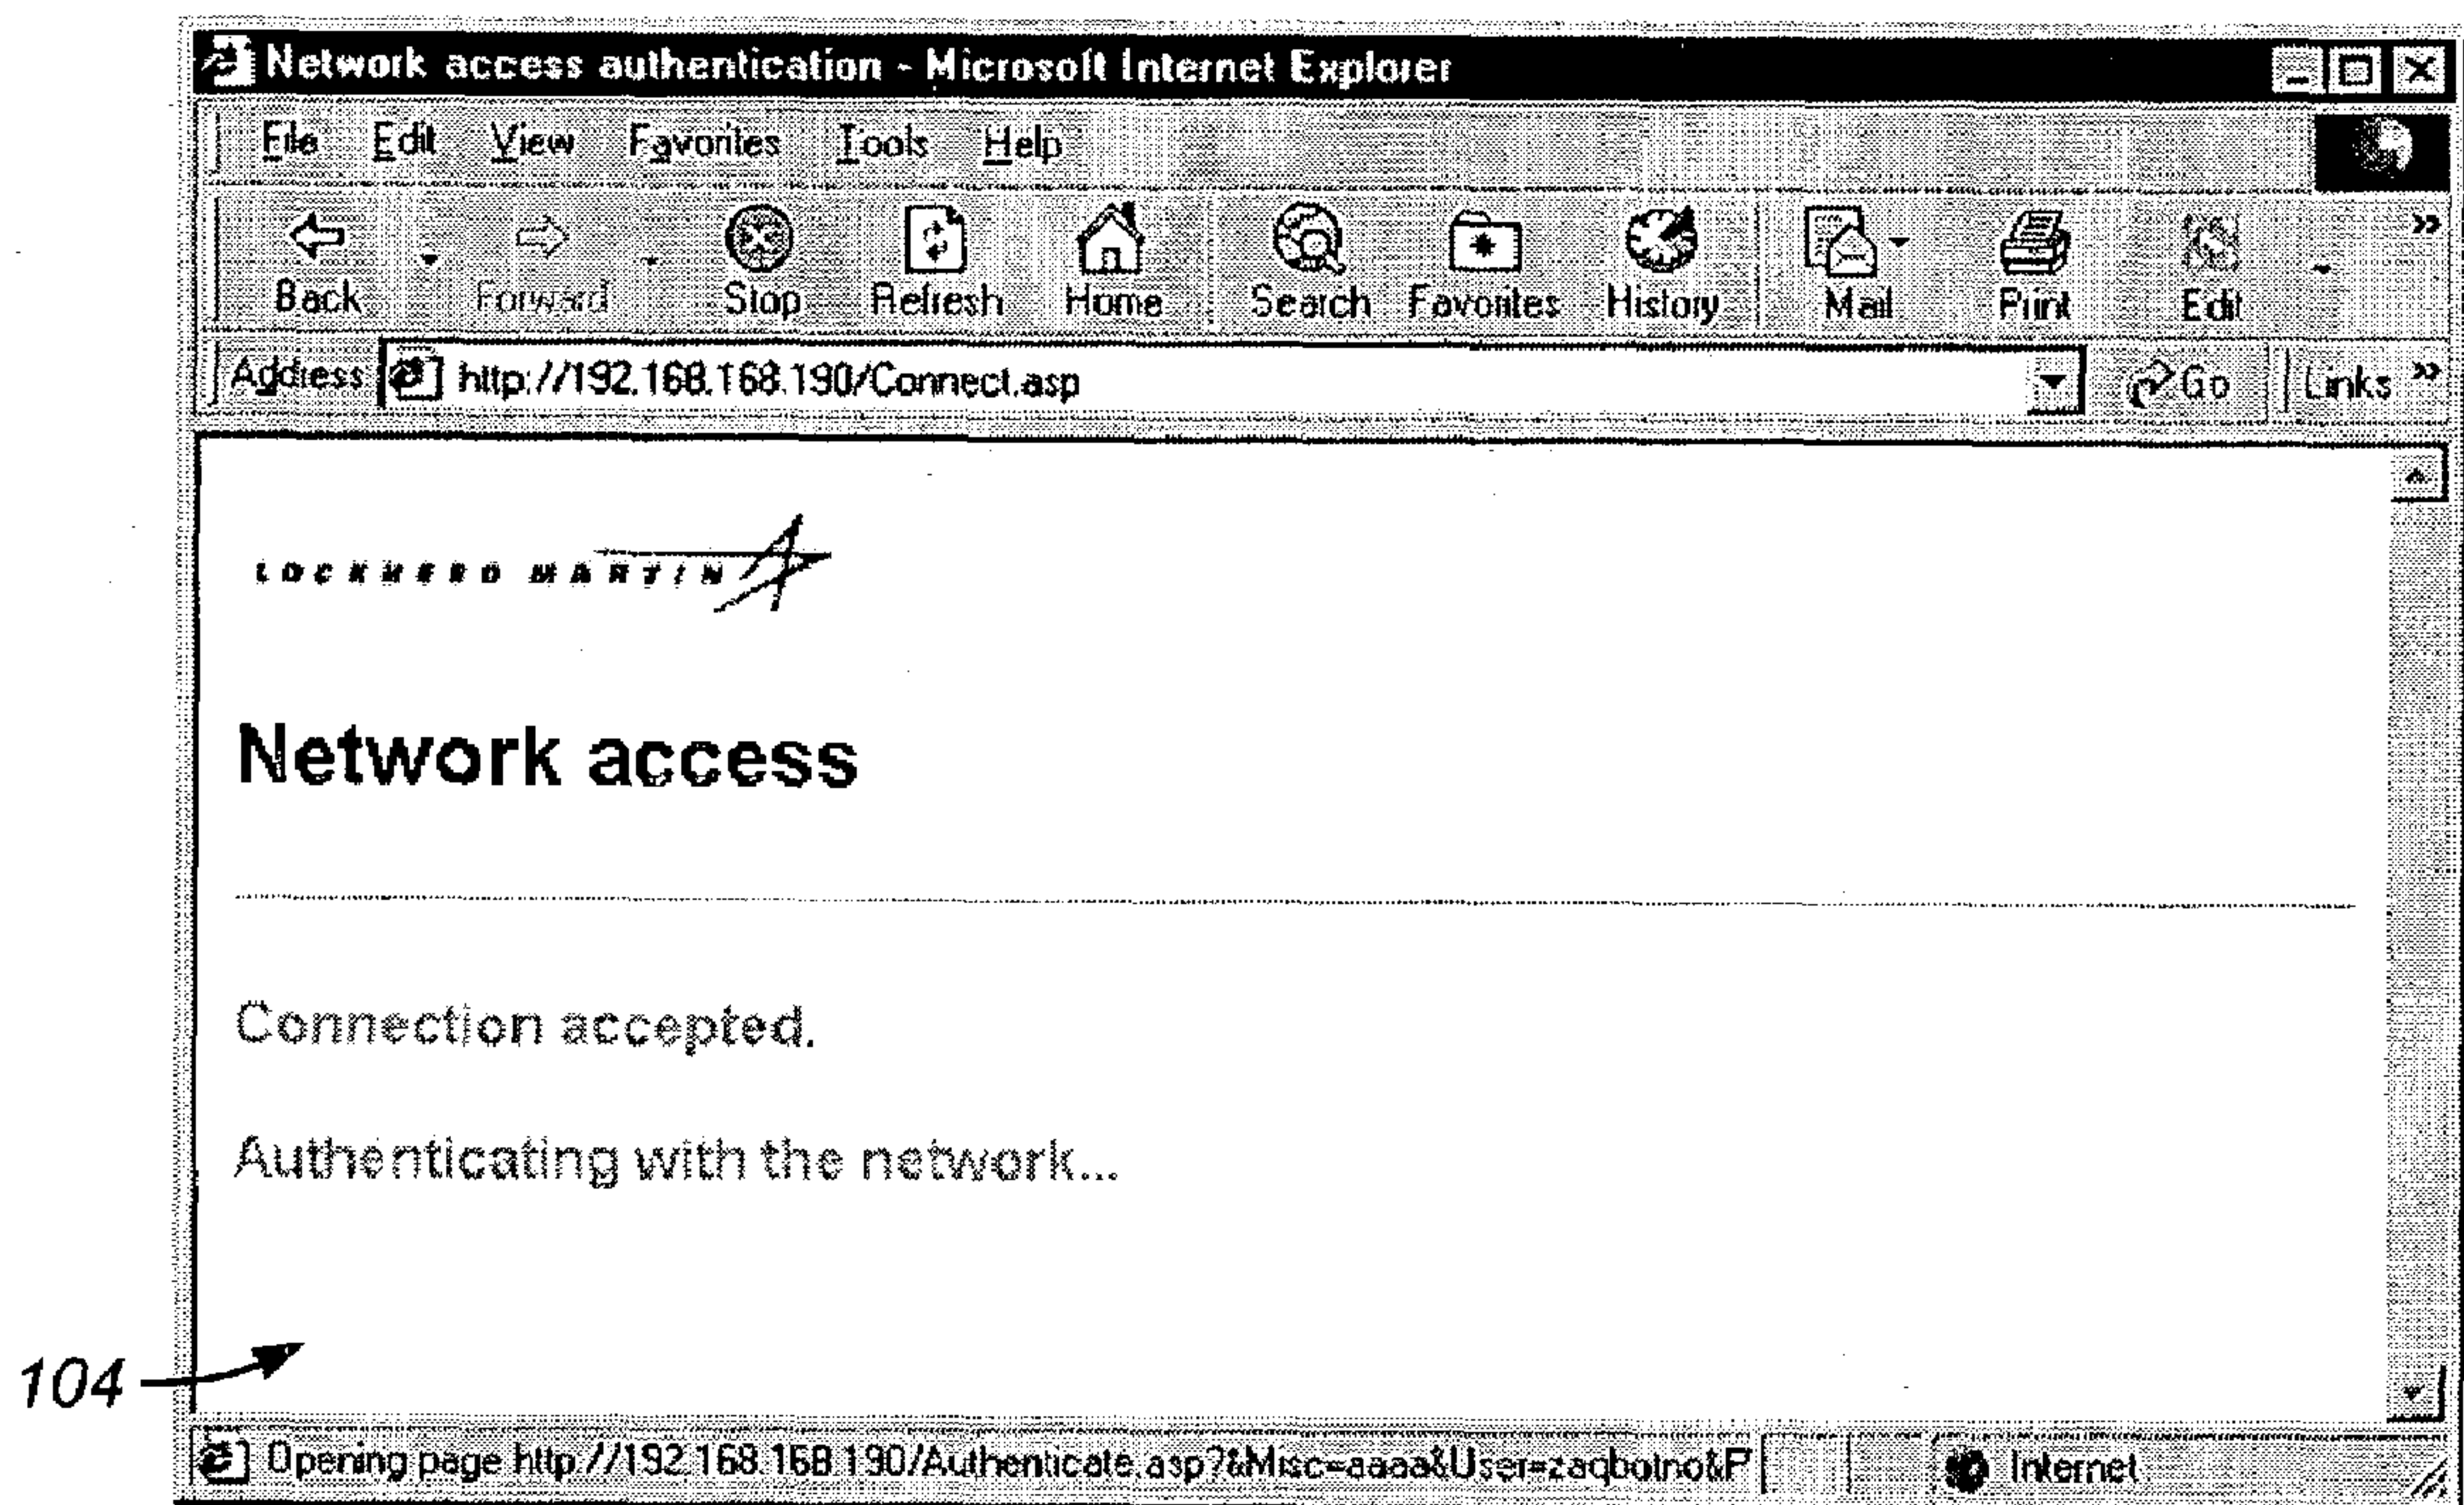 Network access authentication - Microsoft Internet Explorer
File Edit View Favorites Tools Help
Back Forward Stop Refresh Home Search Favorites History Mail Print Edit »
Address http://192.168.168.190/Connect.asp Go Links »
LOCKHEED MARTIN
Network access
Connection accepted.
Authenticating with the network...
104
Opening page http://192.168.168.190/Authenticate.asp?&Misc=aaaa&User=zaqbotno&P Internet